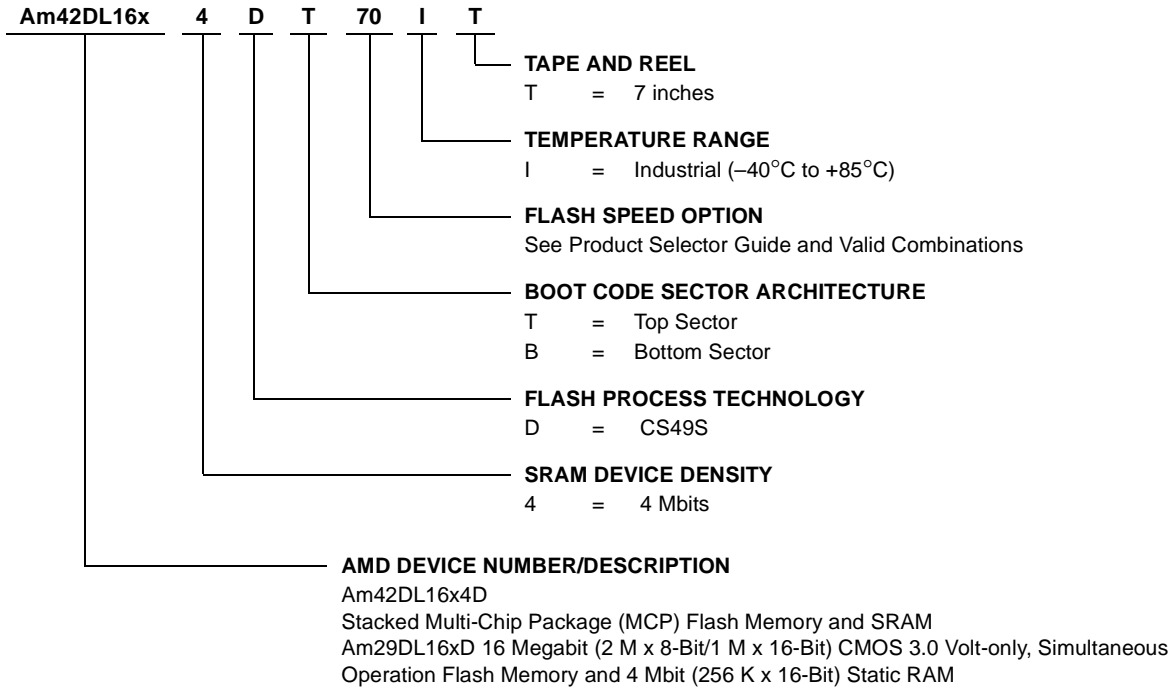 Am42DL16x 4 D T 70 I T
TAPE AND REEL
T = 7 inches
TEMPERATURE RANGE
I = Industrial (–40°C to +85°C)
FLASH SPEED OPTION
See Product Selector Guide and Valid Combinations
BOOT CODE SECTOR ARCHITECTURE
T = Top Sector
B = Bottom Sector
FLASH PROCESS TECHNOLOGY
D = CS49S
SRAM DEVICE DENSITY
4 = 4 Mbits
AMD DEVICE NUMBER/DESCRIPTION
Am42DL16x4D
Stacked Multi-Chip Package (MCP) Flash Memory and SRAM
Am29DL16xD 16 Megabit (2 M x 8-Bit/1 M x 16-Bit) CMOS 3.0 Volt-only, Simultaneous
Operation Flash Memory and 4 Mbit (256 K x 16-Bit) Static RAM